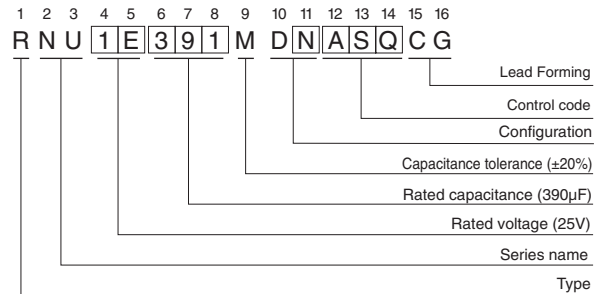 1 2 3 4 5 6 7 8 9 10 11 12 13 14 15 16
R N U 1 E 3 9 1 M D N A S Q C G
Lead Forming
Control code
Configuration
Capacitance tolerance (±20%)
Rated capacitance (390µF)
Rated voltage (25V)
Series name
Type